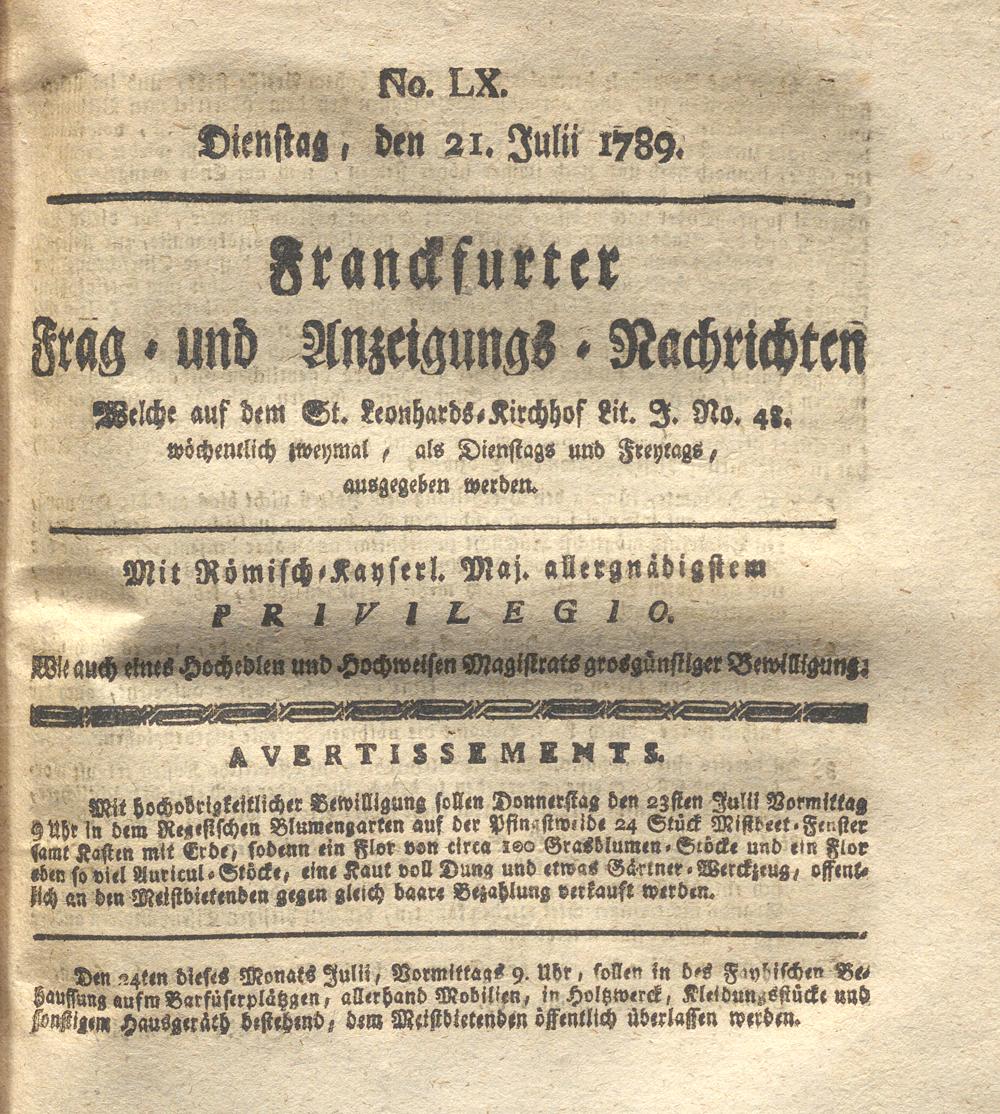 No. LX.
Dienstag, den 21. Julii 1789.
Franckfurter
Frag- und Anzeigungs-Nachrichten
Welche auf dem St. Leonhards-Kirchhof Lit. J. No. 48.
wöchentlich zweymal, als Dienstags und Freytags,
ausgegeben werden.
Mit Römisch-Kayserl. Maj. allergnädigstem
PRIVILEGIO.
Wie auch eines Hochedlen und Hochweisen Magistrats grosgünstiger Bewilligung.
AVERTISSEMENTS.
Mit hochobrigkeitlicher Bewilligung sollen Donnerstag den 23sten Julii Vormittag
9 Uhr in dem Blumengarten auf der Pfingstweide 24 Stück Mistbeet-Fenster
samt Kasten mit Erde, sodenn ein Flor von circa 100 Grasblumen-Stöcke und ein Flor
eben so viel Auricul-Stöcke, eine Kaut voll Dung und etwas Gärtner-Werckzeug, offent-
lich an den Meistbietenden gegen gleich baare Bezahlung verkauft werden.
Den 24ten dieses Monats Julii, Vormittags 9. Uhr, sollen in des Be-
haussung aufm Barfüserplätzgen, allerhand Mobilien, in Holtzwerck, Kleidungsstücke und
sonstigem Hausgeräth bestehend, dem Meistbietenden öffentlich überlassen werden.